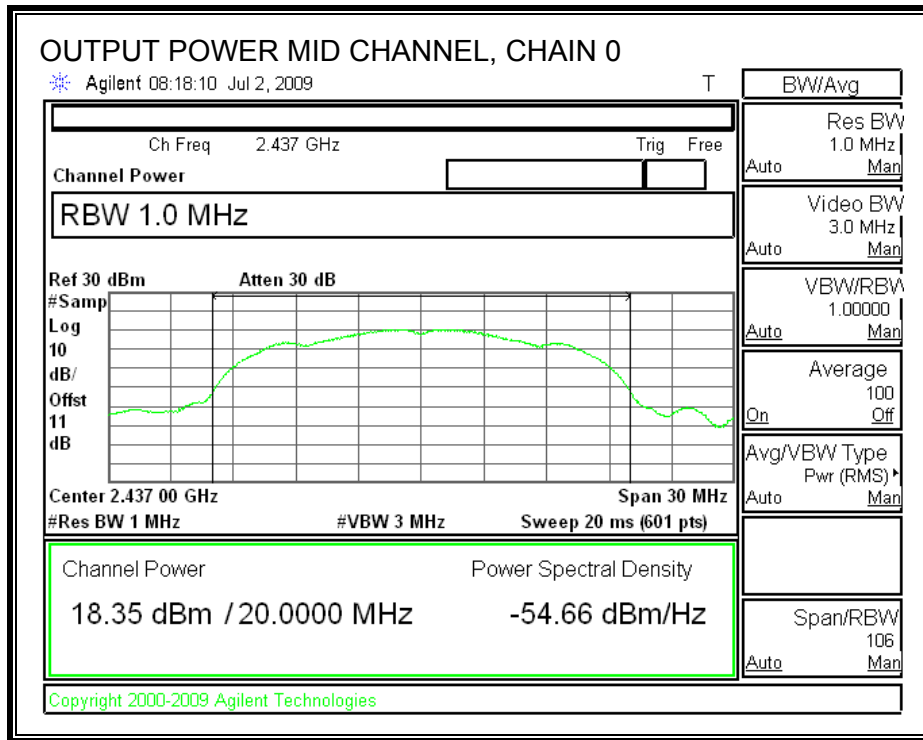 OUTPUT POWER MID CHANNEL, CHAIN 0
Agilent 08:18:10 Jul 2, 2009 T
Ch Freq 2.437 GHz Trig Free
Channel Power
RBW 1.0 MHz
Ref 30 dBm Atten 30 dB
#Samp
Log
10
dB/
Offst
11
dB
Center 2.437 00 GHz Span 30 MHz
#Res BW 1 MHz #VBW 3 MHz Sweep 20 ms (601 pts)
Channel Power Power Spectral Density
18.35 dBm / 20.0000 MHz -54.66 dBm/Hz
Copyright 2000-2009 Agilent Technologies
BW/Avg
Res BW
1.0 MHz
Auto Man
Video BW
3.0 MHz
Auto Man
VBW/RBW
1.00000
Auto Man
Average
100
On Off
Avg/VBW Type
Pwr (RMS)
Auto Man
Span/RBW
106
Auto Man